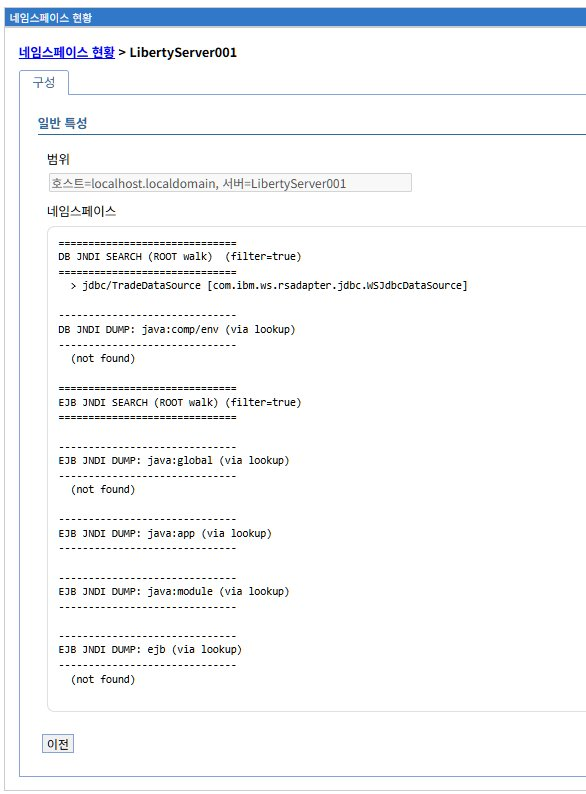 네임스페이스 현황
네임스페이스 현황 > LibertyServer001
구성
일반 특성
범위
호스트=localhost.localdomain, 서버=LibertyServer001
네임스페이스
==============================
DB JNDI SEARCH (ROOT walk)  (filter=true)
==============================
  > jdbc/TradeDataSource [com.ibm.ws.rsadapter.jdbc.WSJdbcDataSource]
------------------------------
DB JNDI DUMP: java:comp/env (via lookup)
------------------------------
  (not found)
==============================
EJB JNDI SEARCH (ROOT walk) (filter=true)
==============================
------------------------------
EJB JNDI DUMP: java:global (via lookup)
------------------------------
  (not found)
------------------------------
EJB JNDI DUMP: java:app (via lookup)
------------------------------
------------------------------
EJB JNDI DUMP: java:module (via lookup)
------------------------------
------------------------------
EJB JNDI DUMP: ejb (via lookup)
------------------------------
  (not found)
이전